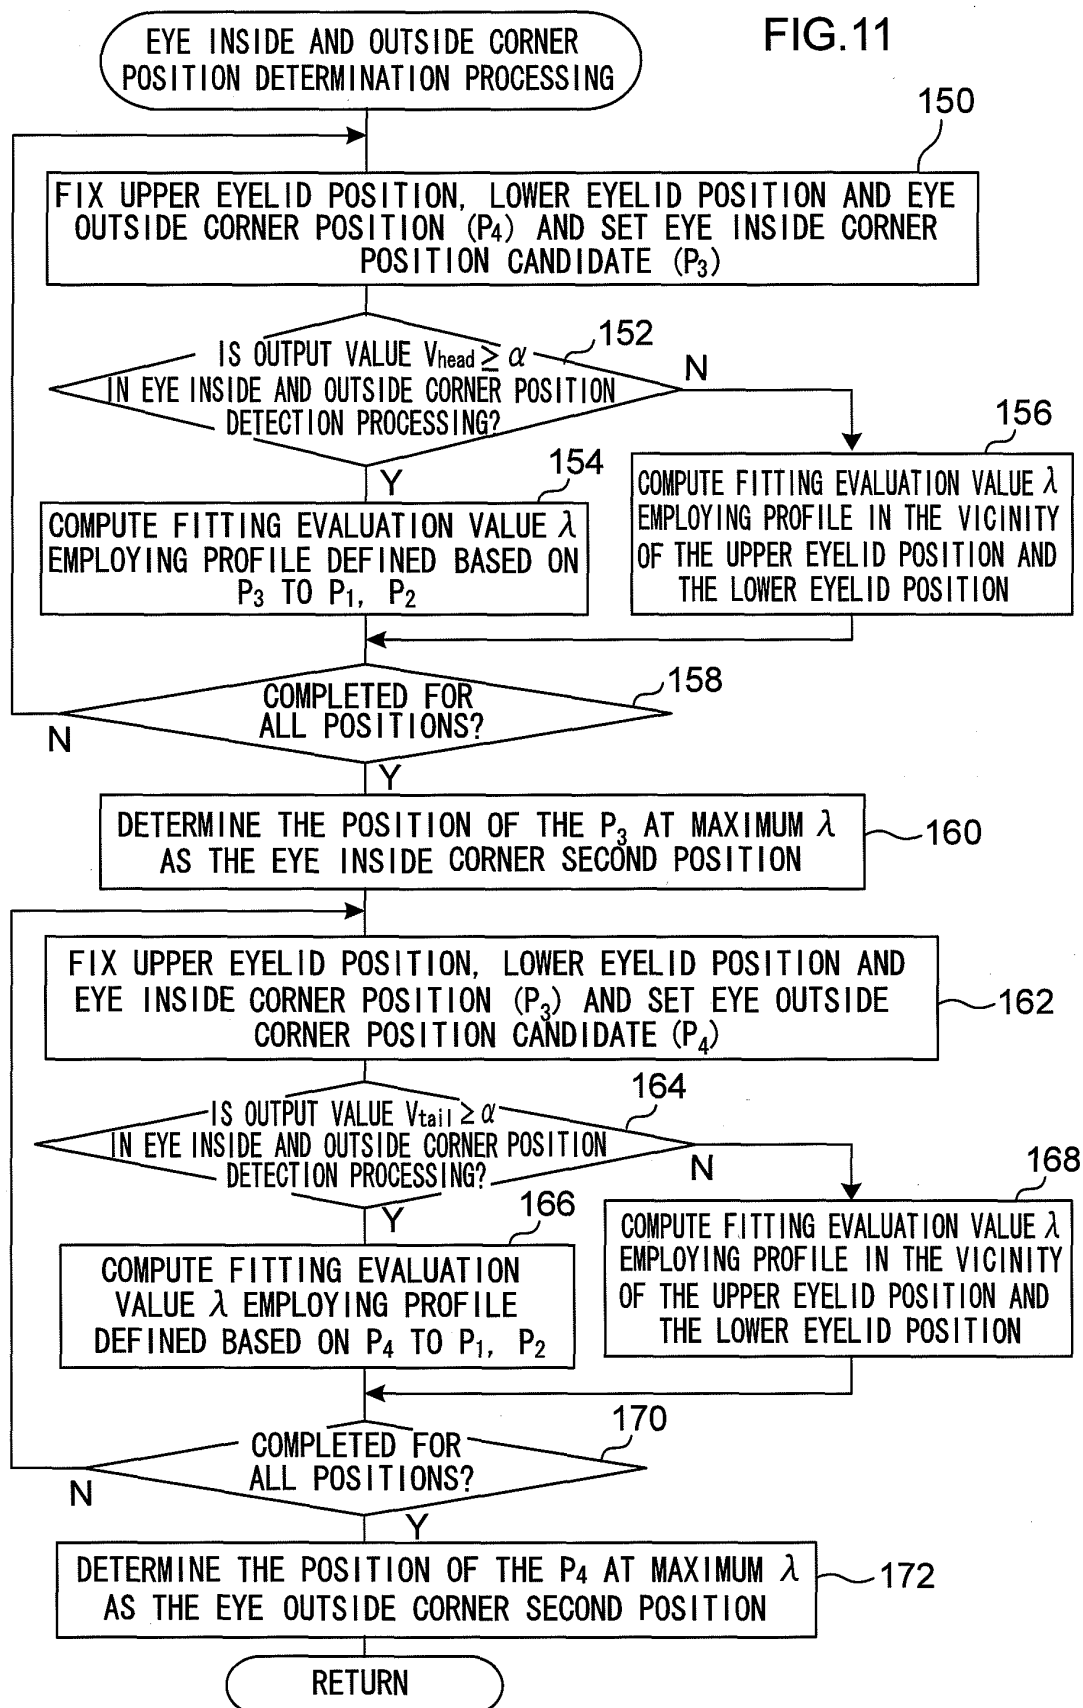 FIG.11
EYE INSIDE AND OUTSIDE CORNER
POSITION DETERMINATION PROCESSING
150
FIX UPPER EYELID POSITION, LOWER EYELID POSITION AND EYE
OUTSIDE CORNER POSITION (P4) AND SET EYE INSIDE CORNER
POSITION CANDIDATE (P3)
152
IS OUTPUT VALUE Vhead ≥ α
IN EYE INSIDE AND OUTSIDE CORNER POSITION
DETECTION PROCESSING?
N
Y
154
COMPUTE FITTING EVALUATION VALUE λ
EMPLOYING PROFILE DEFINED BASED ON
P3 TO P1, P2
156
COMPUTE FITTING EVALUATION VALUE λ
EMPLOYING PROFILE IN THE VICINITY
OF THE UPPER EYELID POSITION AND
THE LOWER EYELID POSITION
158
COMPLETED FOR
ALL POSITIONS?
N
Y
DETERMINE THE POSITION OF THE P3 AT MAXIMUM λ
AS THE EYE INSIDE CORNER SECOND POSITION
160
FIX UPPER EYELID POSITION, LOWER EYELID POSITION AND
EYE INSIDE CORNER POSITION (P3) AND SET EYE OUTSIDE
CORNER POSITION CANDIDATE (P4)
162
164
IS OUTPUT VALUE Vtail ≥ α
IN EYE INSIDE AND OUTSIDE CORNER POSITION
DETECTION PROCESSING?
N
Y
166
COMPUTE FITTING EVALUATION
VALUE λ EMPLOYING PROFILE
DEFINED BASED ON P4 TO P1, P2
168
COMPUTE FITTING EVALUATION VALUE λ
EMPLOYING PROFILE IN THE VICINITY
OF THE UPPER EYELID POSITION AND
THE LOWER EYELID POSITION
170
COMPLETED FOR
ALL POSITIONS?
N
Y
DETERMINE THE POSITION OF THE P4 AT MAXIMUM λ
AS THE EYE OUTSIDE CORNER SECOND POSITION
172
RETURN